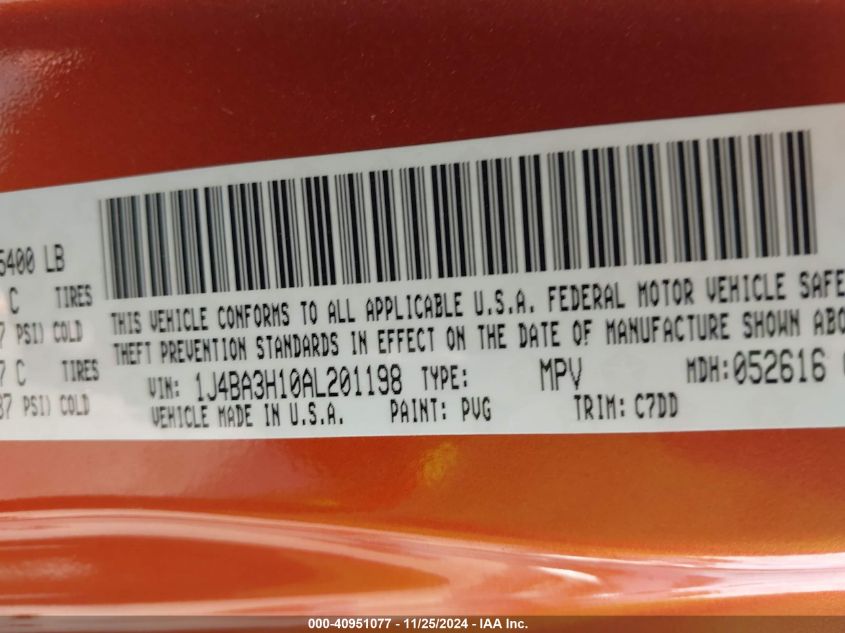 5400 LB
C TIRES
7 PSI) COLD
7 C TIRES
37 PSI) COLD
THIS VEHICLE CONFORMS TO ALL APPLICABLE U.S.A. FEDERAL MOTOR VEHICLE SAFE
THEFT PREVENTION STANDARDS IN EFFECT ON THE DATE OF MANUFACTURE SHOWN ABO
VIN: 1J4BA3H10AL201198 TYPE: MPV MDH:052616
VEHICLE MADE IN U.S.A. PAINT: PVG TRIM: C7DD
000-40951077 - 11/25/2024 - IAA Inc.